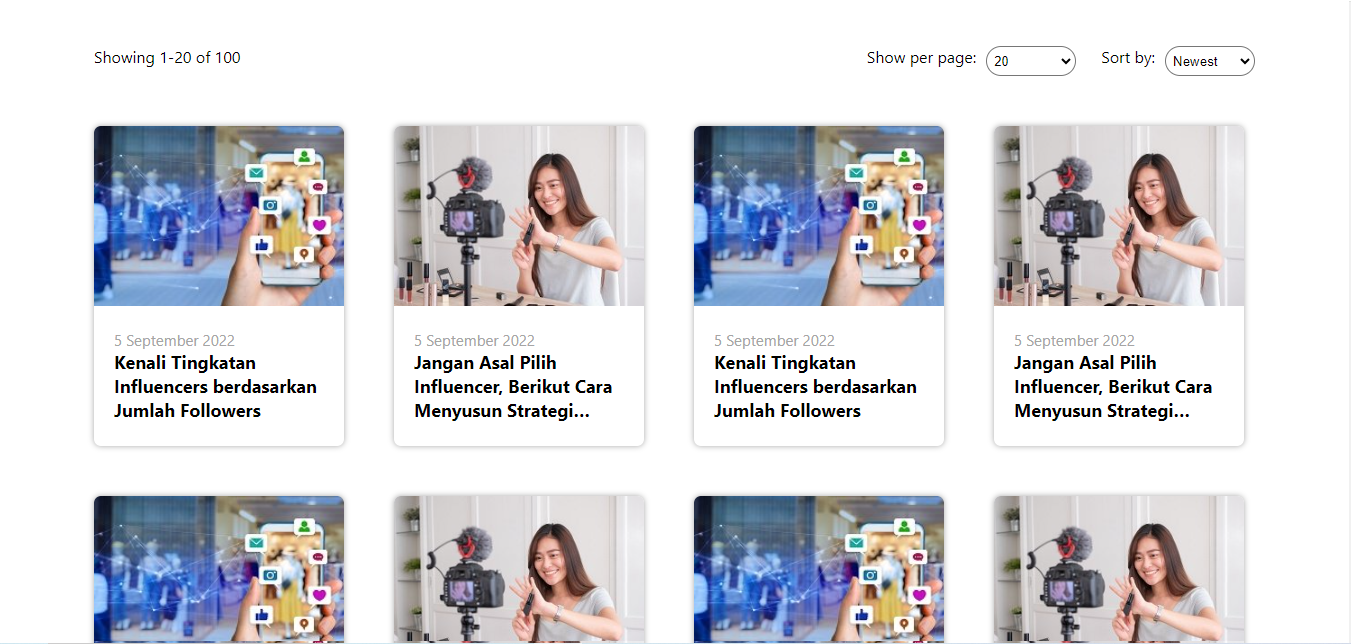 Showing 1-20 of 100
Show per page: 20 Sort by: Newest
5 September 2022
Kenali Tingkatan
Influencers berdasarkan
Jumlah Followers
5 September 2022
Jangan Asal Pilih
Influencer, Berikut Cara
Menyusun Strategi...
5 September 2022
Kenali Tingkatan
Influencers berdasarkan
Jumlah Followers
5 September 2022
Jangan Asal Pilih
Influencer, Berikut Cara
Menyusun Strategi...